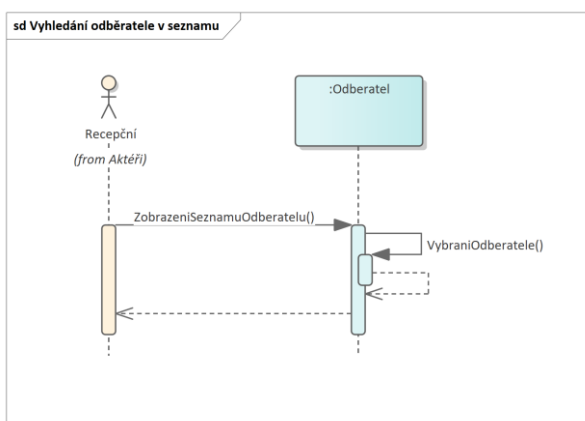 sd Vyhledání odběratele v seznamu
:Odberatel
Recepční
(from Aktéři)
ZobrazeniSeznamuOdberatelu()
VybraniOdberatele()